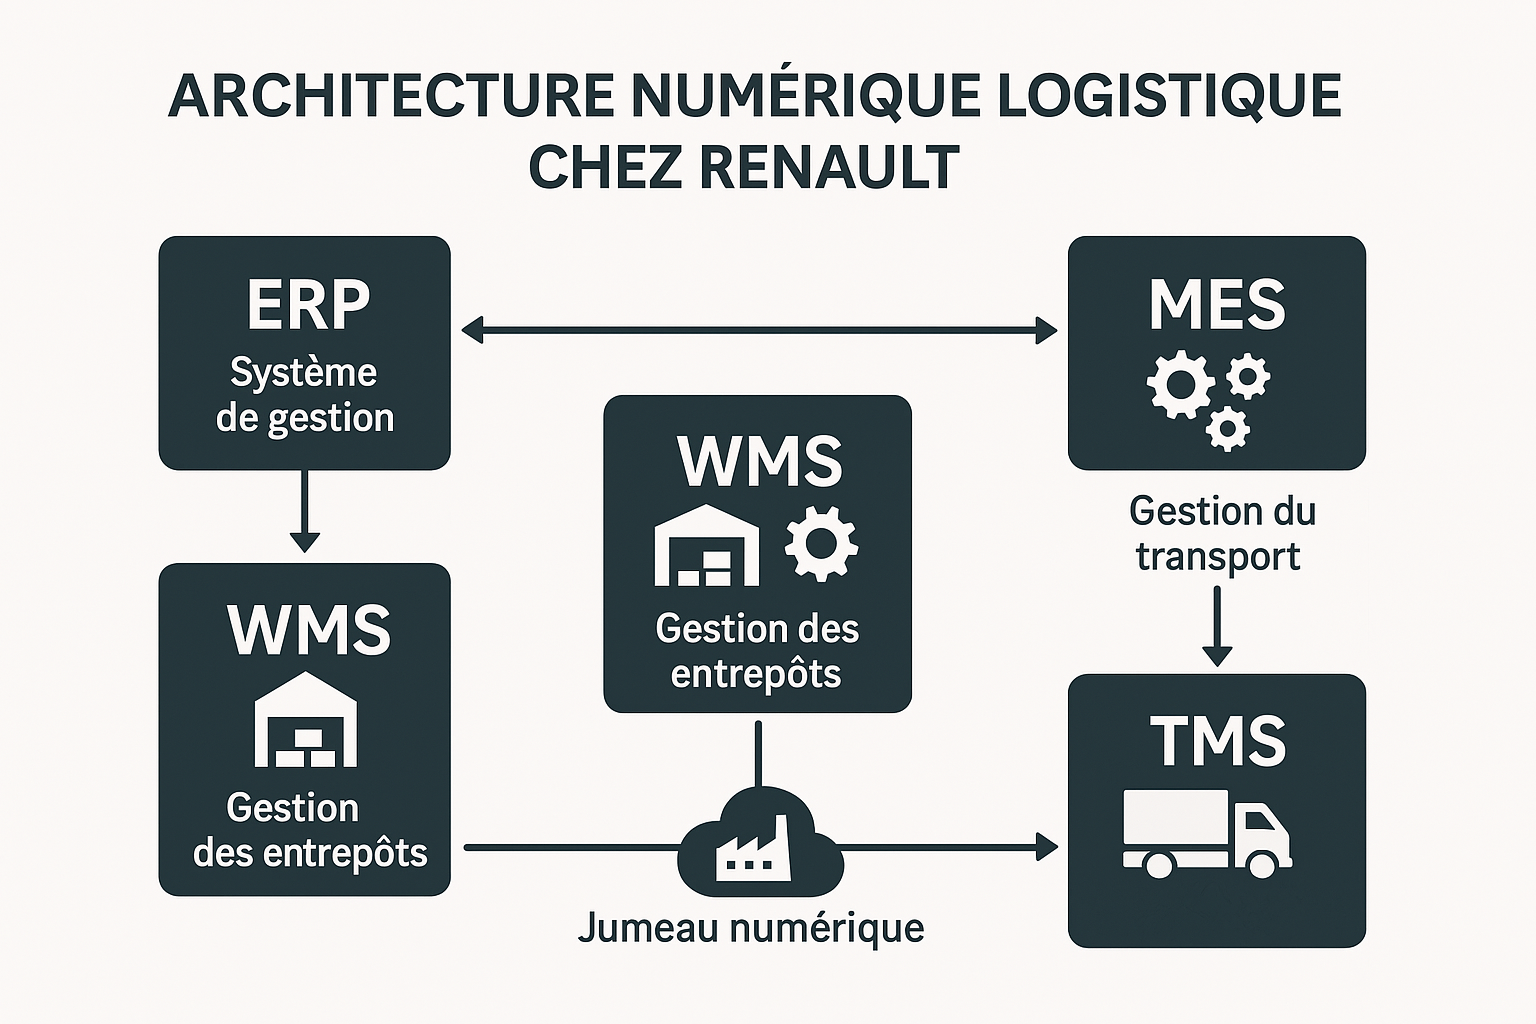 ARCHITECTURE NUMÉRIQUE LOGISTIQUE
CHEZ RENAULT
ERP
Système
de gestion
MES
WMS
Gestion des
entrepôts
Gestion du
transport
WMS
Gestion
des entrepôts
TMS
Jumeau numérique